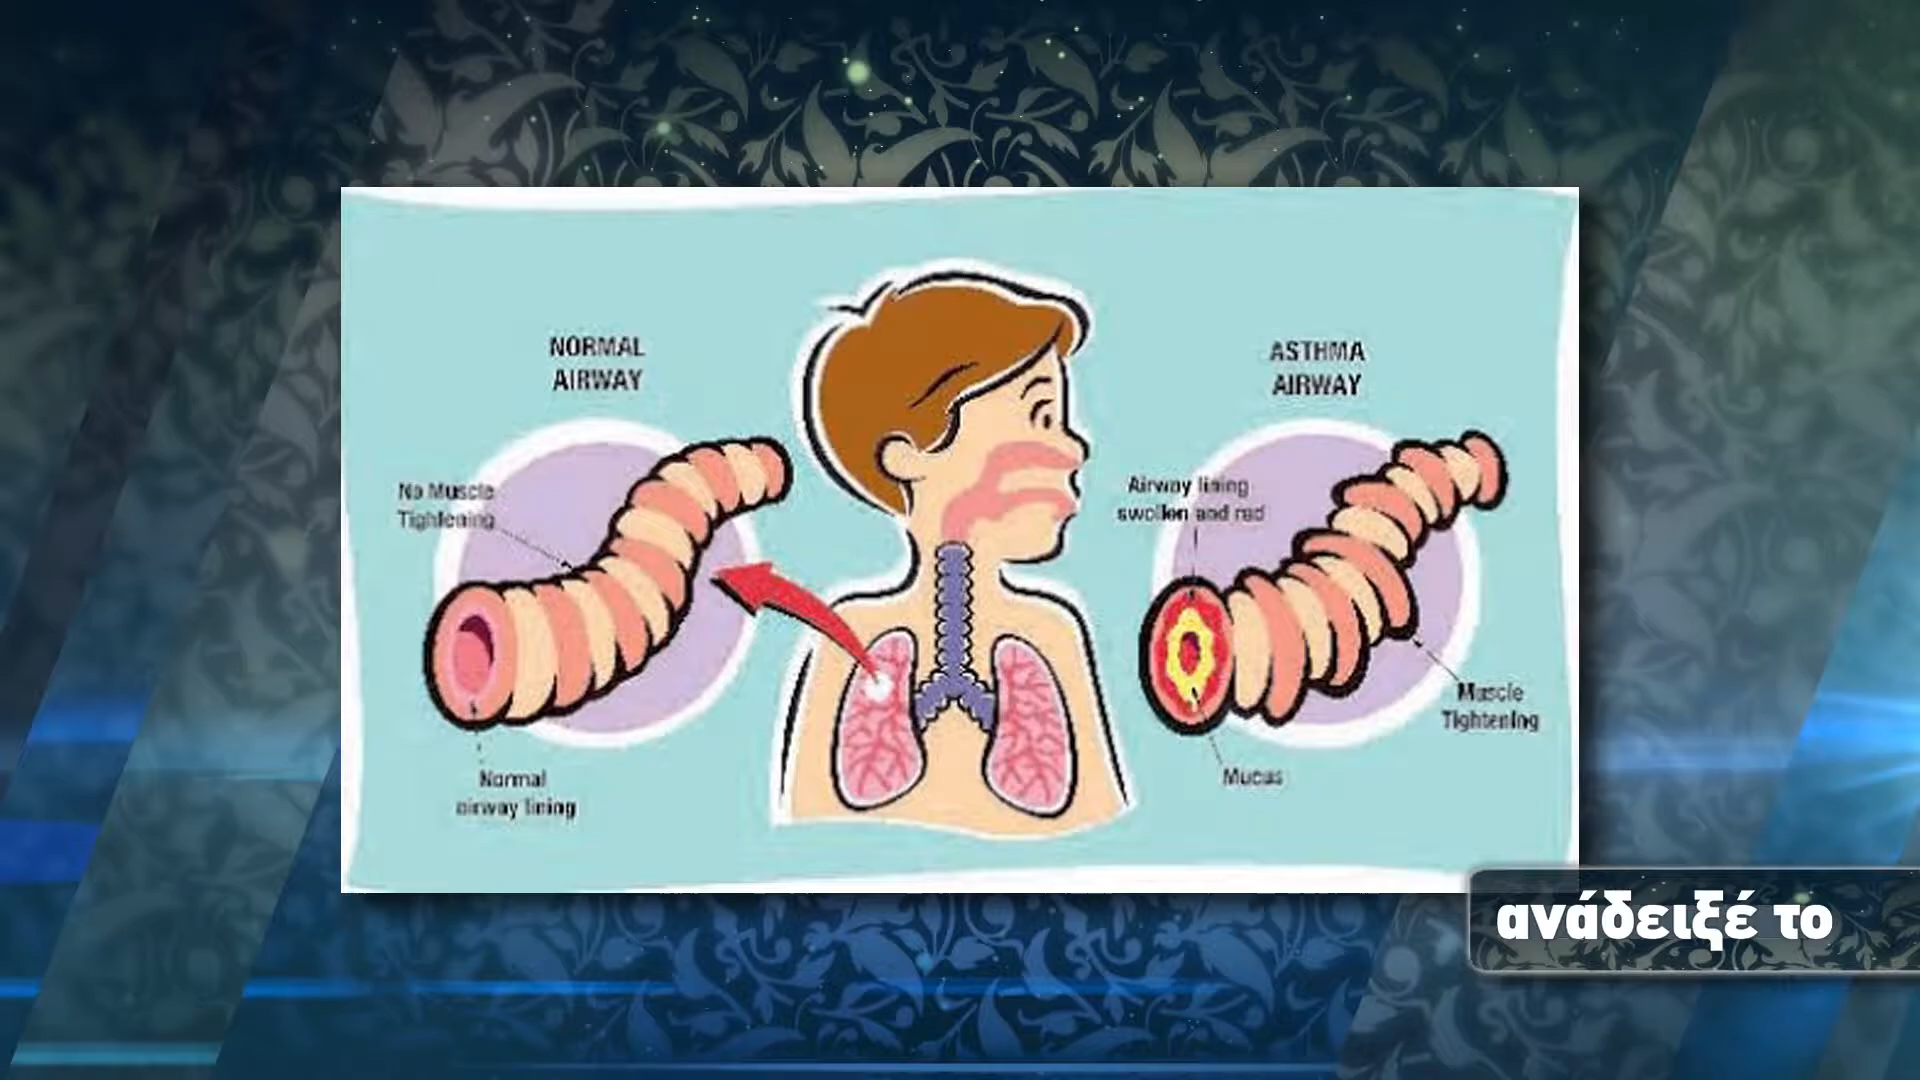 NORMAL
AIRWAY
No Muscle
Tightening
Normal
airway lining
ASTHMA
AIRWAY
Airway lining
swollen and red
Muscle
Tightening
Mucus
ανάδειξέ το